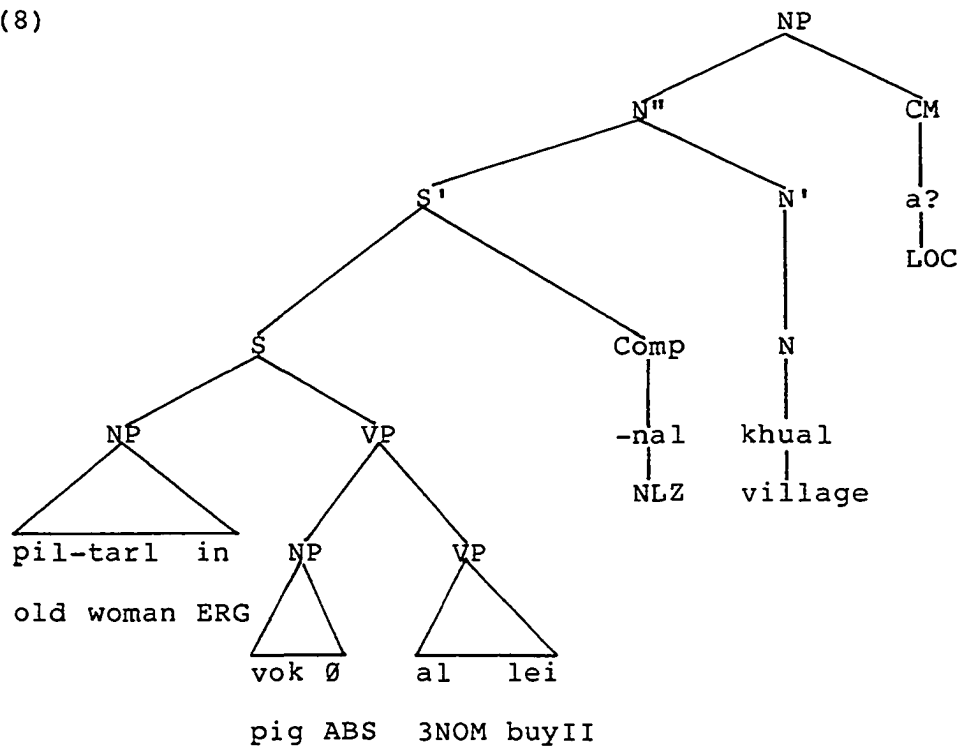 (8)
NP
N" CM
S' N' a?
LOC
S Comp N
NP VP -nal khual
NLZ village
pil-tarl in NP VP
old woman ERG
vok Ø al lei
pig ABS 3NOM buyII